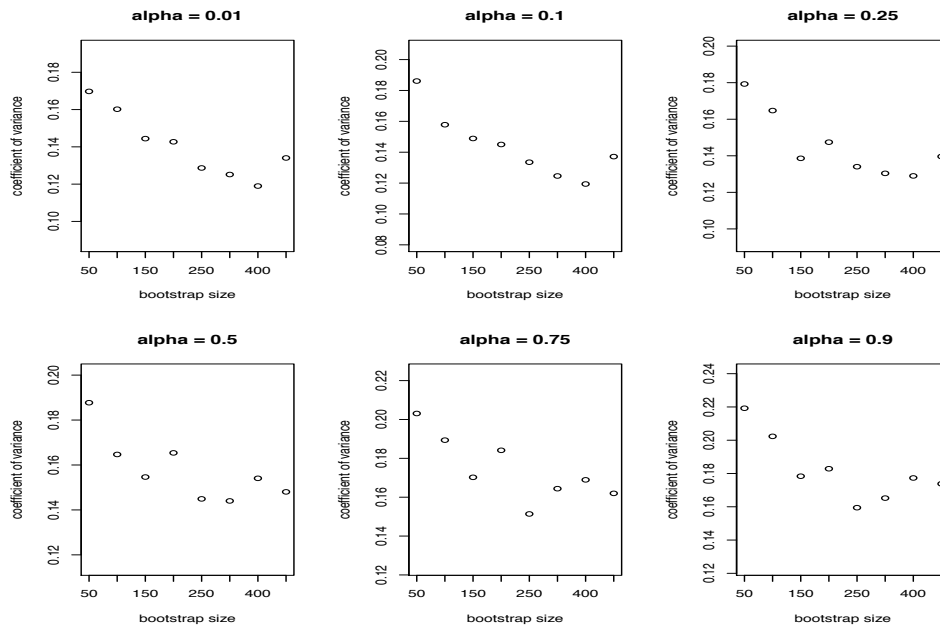 alpha = 0.01
coefficient of variance
0.18
0.16
0.14
0.12
0.10
50 150 250 400
bootstrap size
alpha = 0.1
coefficient of variance
0.20
0.18
0.16
0.14
0.12
0.10
0.08
50 150 250 400
bootstrap size
alpha = 0.25
coefficient of variance
0.20
0.18
0.16
0.14
0.12
0.10
50 150 250 400
bootstrap size
alpha = 0.5
coefficient of variance
0.20
0.18
0.16
0.14
0.12
50 150 250 400
bootstrap size
alpha = 0.75
coefficient of variance
0.22
0.20
0.18
0.16
0.14
0.12
50 150 250 400
bootstrap size
alpha = 0.9
coefficient of variance
0.24
0.22
0.20
0.18
0.16
0.14
0.12
50 150 250 400
bootstrap size